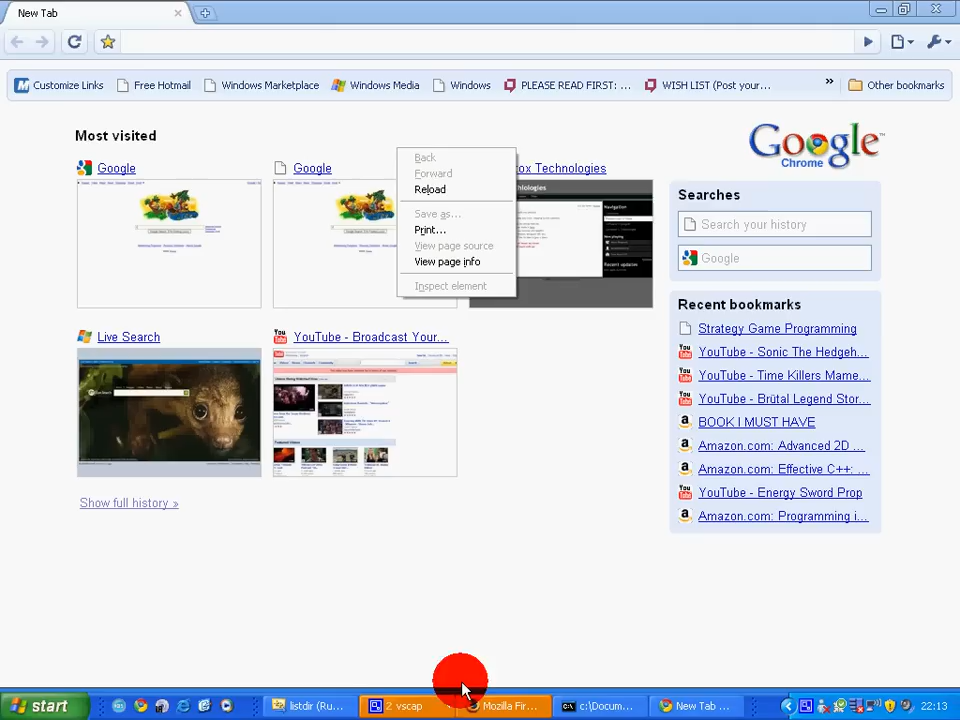 New Tab
Customize Links
Free Hotmail
Windows Marketplace
Windows Media
Windows
PLEASE READ FIRST: ...
WISH LIST (Post your...
»
Other bookmarks
Most visited
Google
Chrome
Google
Google
ox Technologies
Back
Forward
Reload
Save as...
Print...
View page source
View page info
Inspect element
Live Search
YouTube - Broadcast Your...
Show full history »
Searches
Search your history
Google
Recent bookmarks
Strategy Game Programming
YouTube - Sonic The Hedgeh...
YouTube - Time Killers Mame...
YouTube - Brütal Legend Stor...
BOOK I MUST HAVE
Amazon.com: Advanced 2D ...
Amazon.com: Effective C++: ...
YouTube - Energy Sword Prop
Amazon.com: Programming i...
start
listdir (Ru...
2 vscap
Mozilla Fir...
c:\Docum...
New Tab ...
22:13